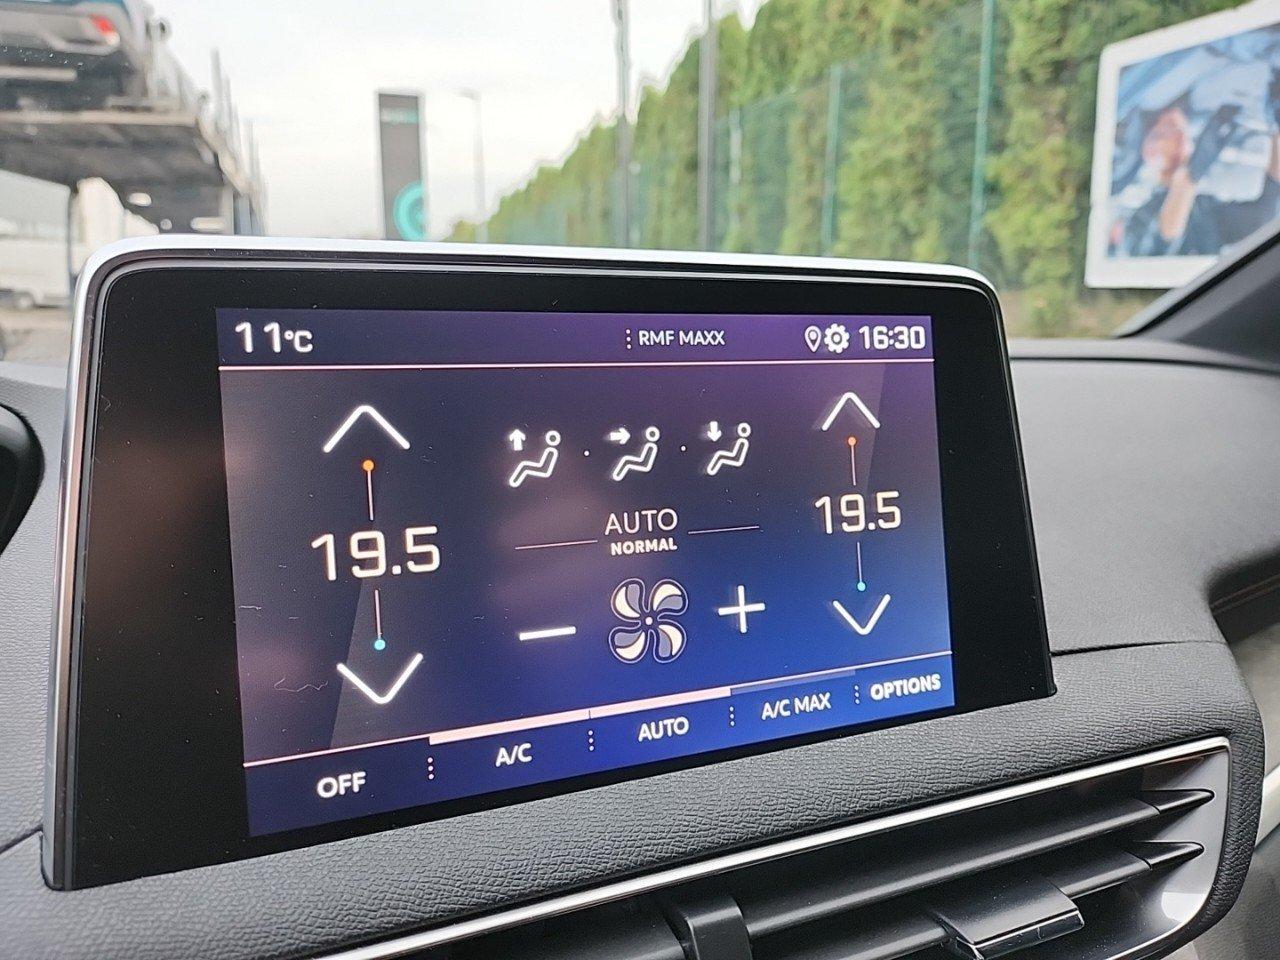 11°C
RMF MAXX
16:30
19.5
AUTO
NORMAL
19.5
OFF
A/C
AUTO
A/C MAX
OPTIONS